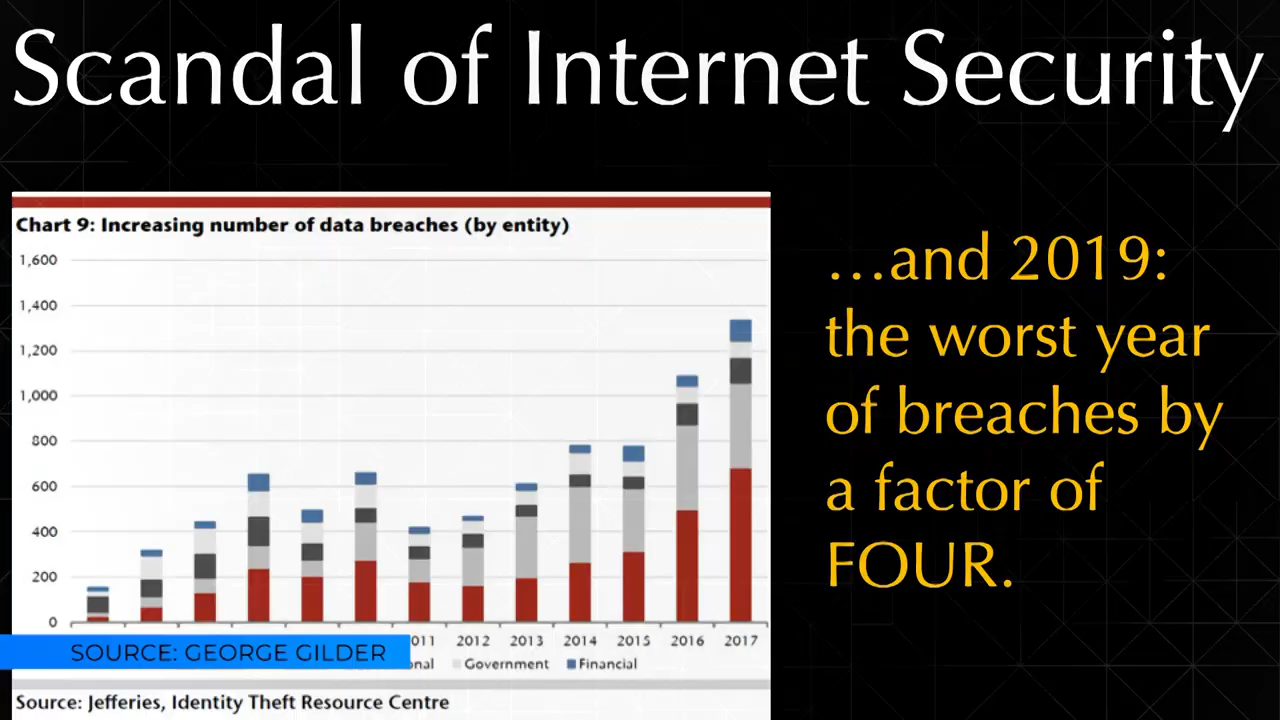 Scandal of Internet Security
Chart 9: Increasing number of data breaches (by entity)
1,600
1,400
1,200
1,000
800
600
400
200
0
2012 2013 2014 2015 2016 2017
Government Financial
SOURCE: GEORGE GILDER
Source: Jefferies, Identity Theft Resource Centre
...and 2019:
the worst year
of breaches by
a factor of
FOUR.